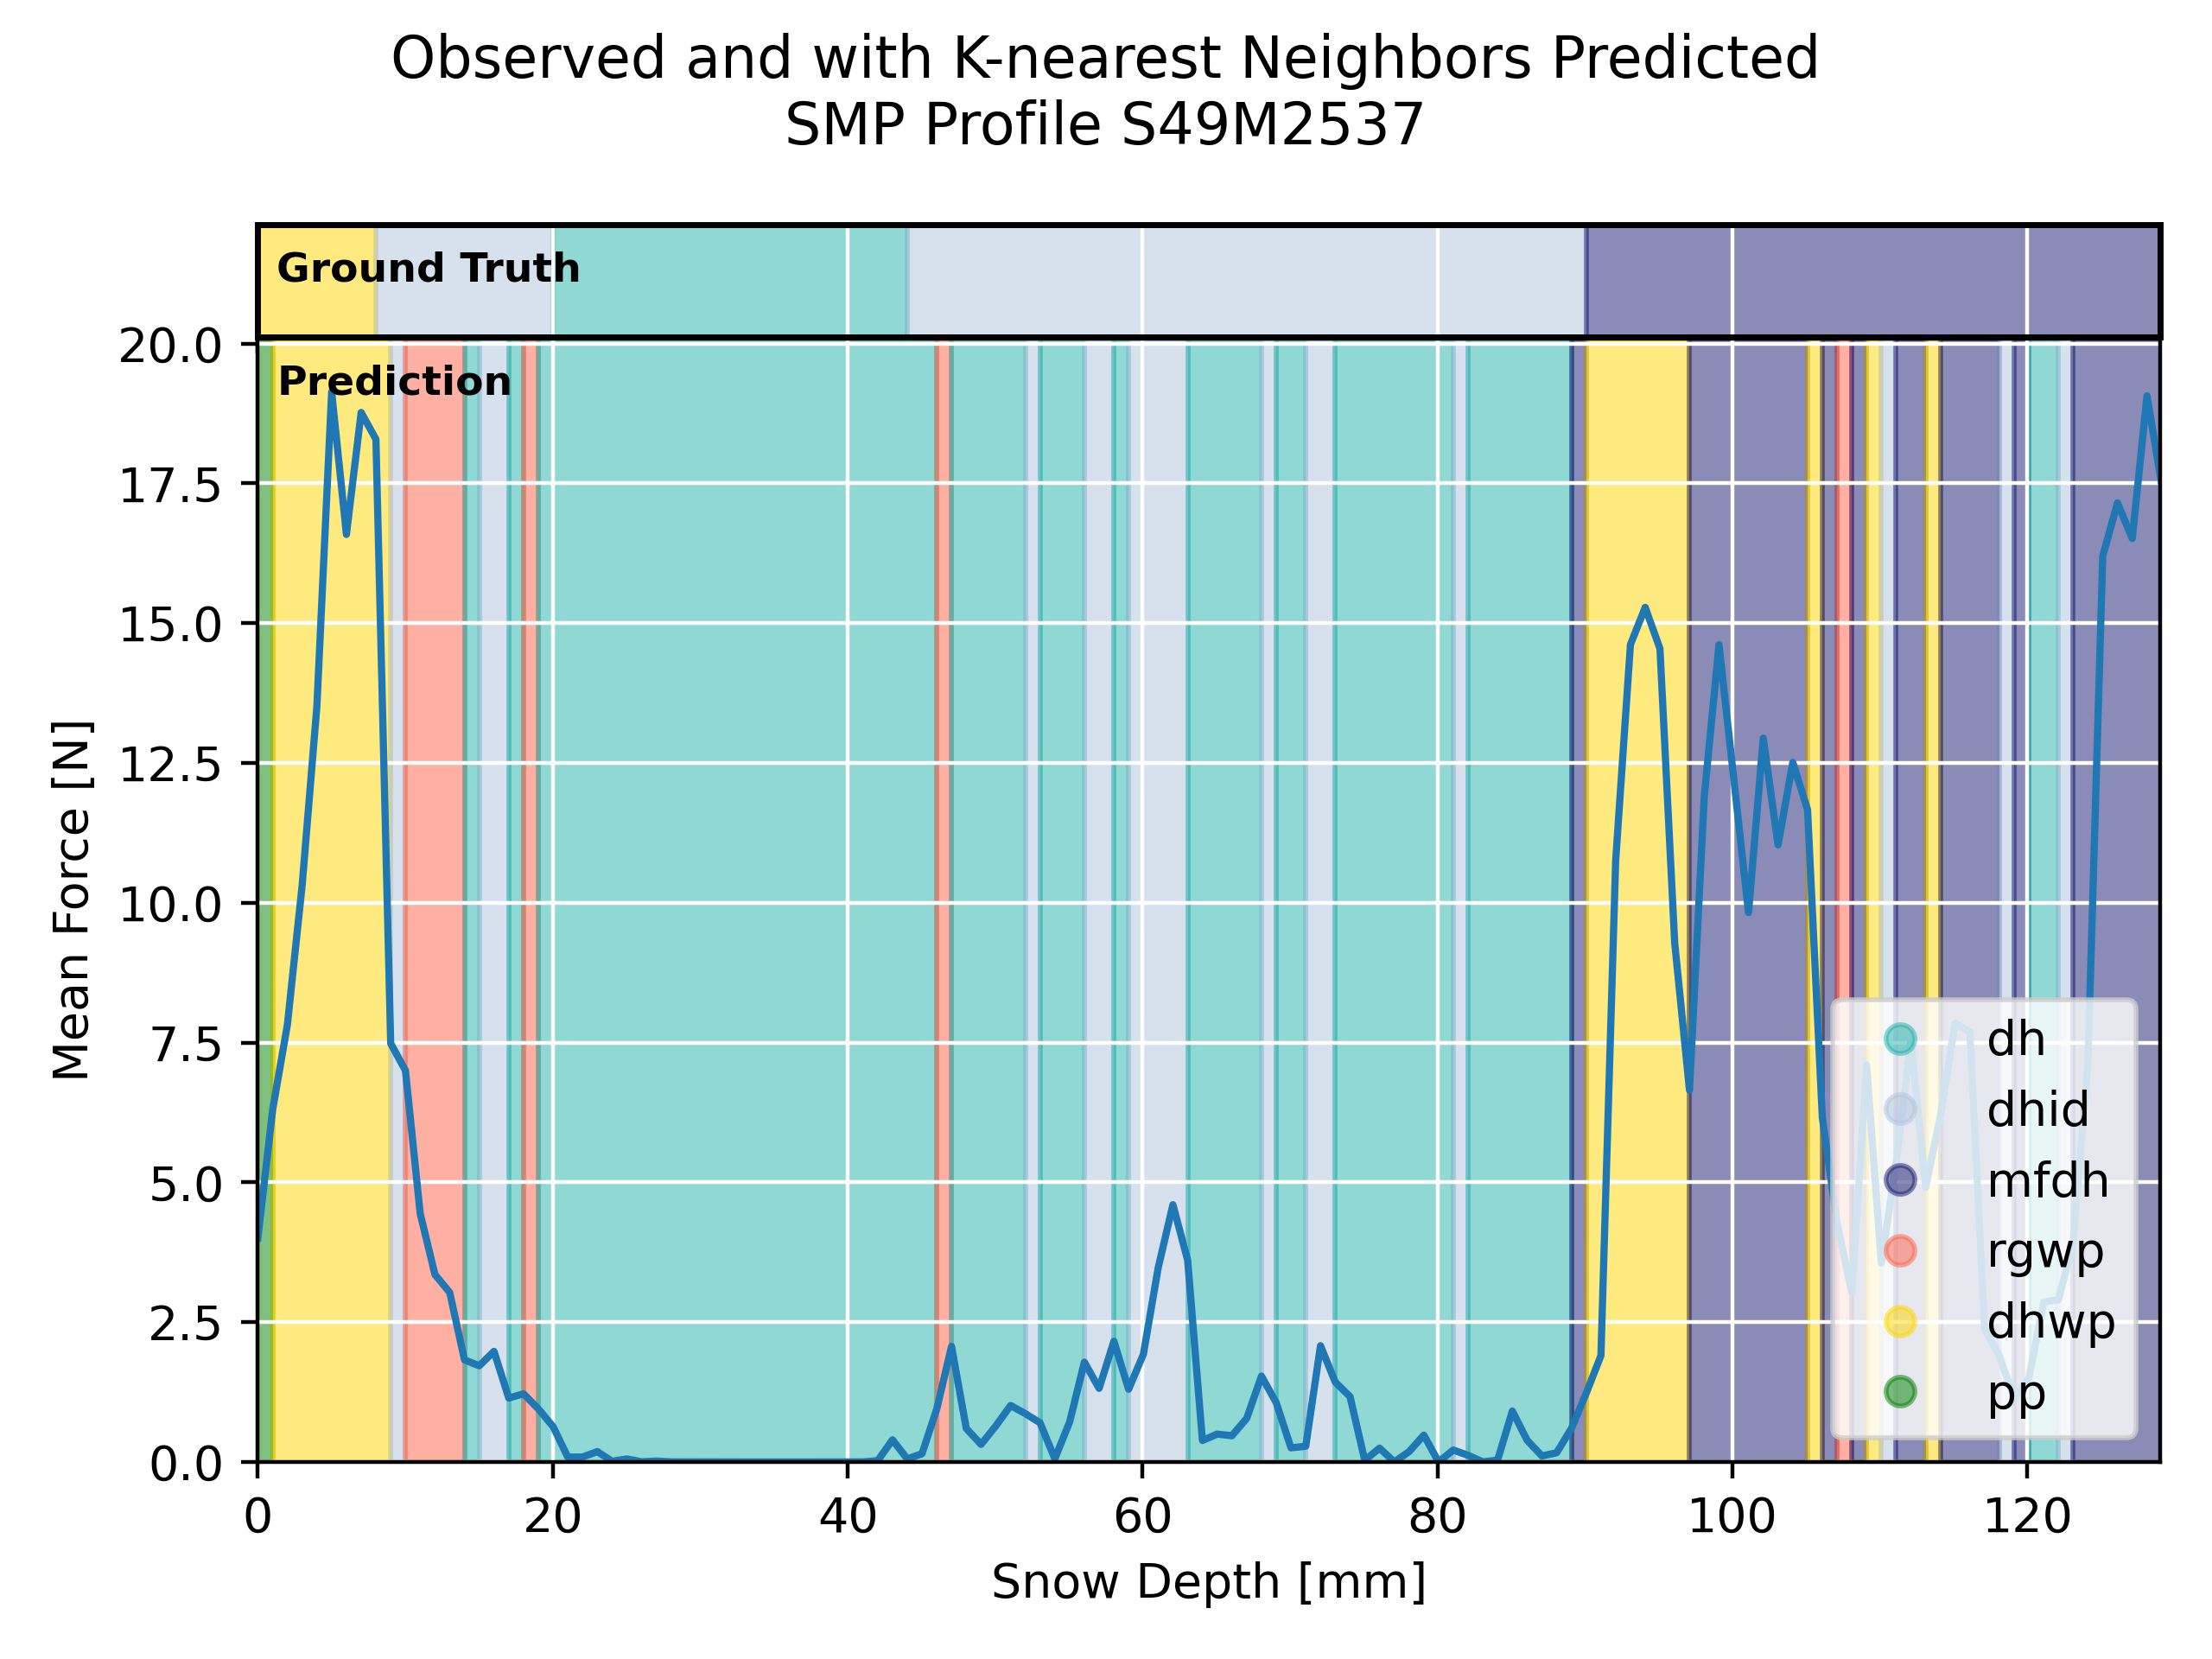 Observed and with K-nearest Neighbors Predicted
SMP Profile S49M2537
Ground Truth
Prediction
20.0
17.5
15.0
12.5
10.0
7.5
5.0
2.5
0.0
Mean Force [N]
dh
dhid
mfdh
rgwp
dhwp
pp
0 20 40 60 80 100 120
Snow Depth [mm]